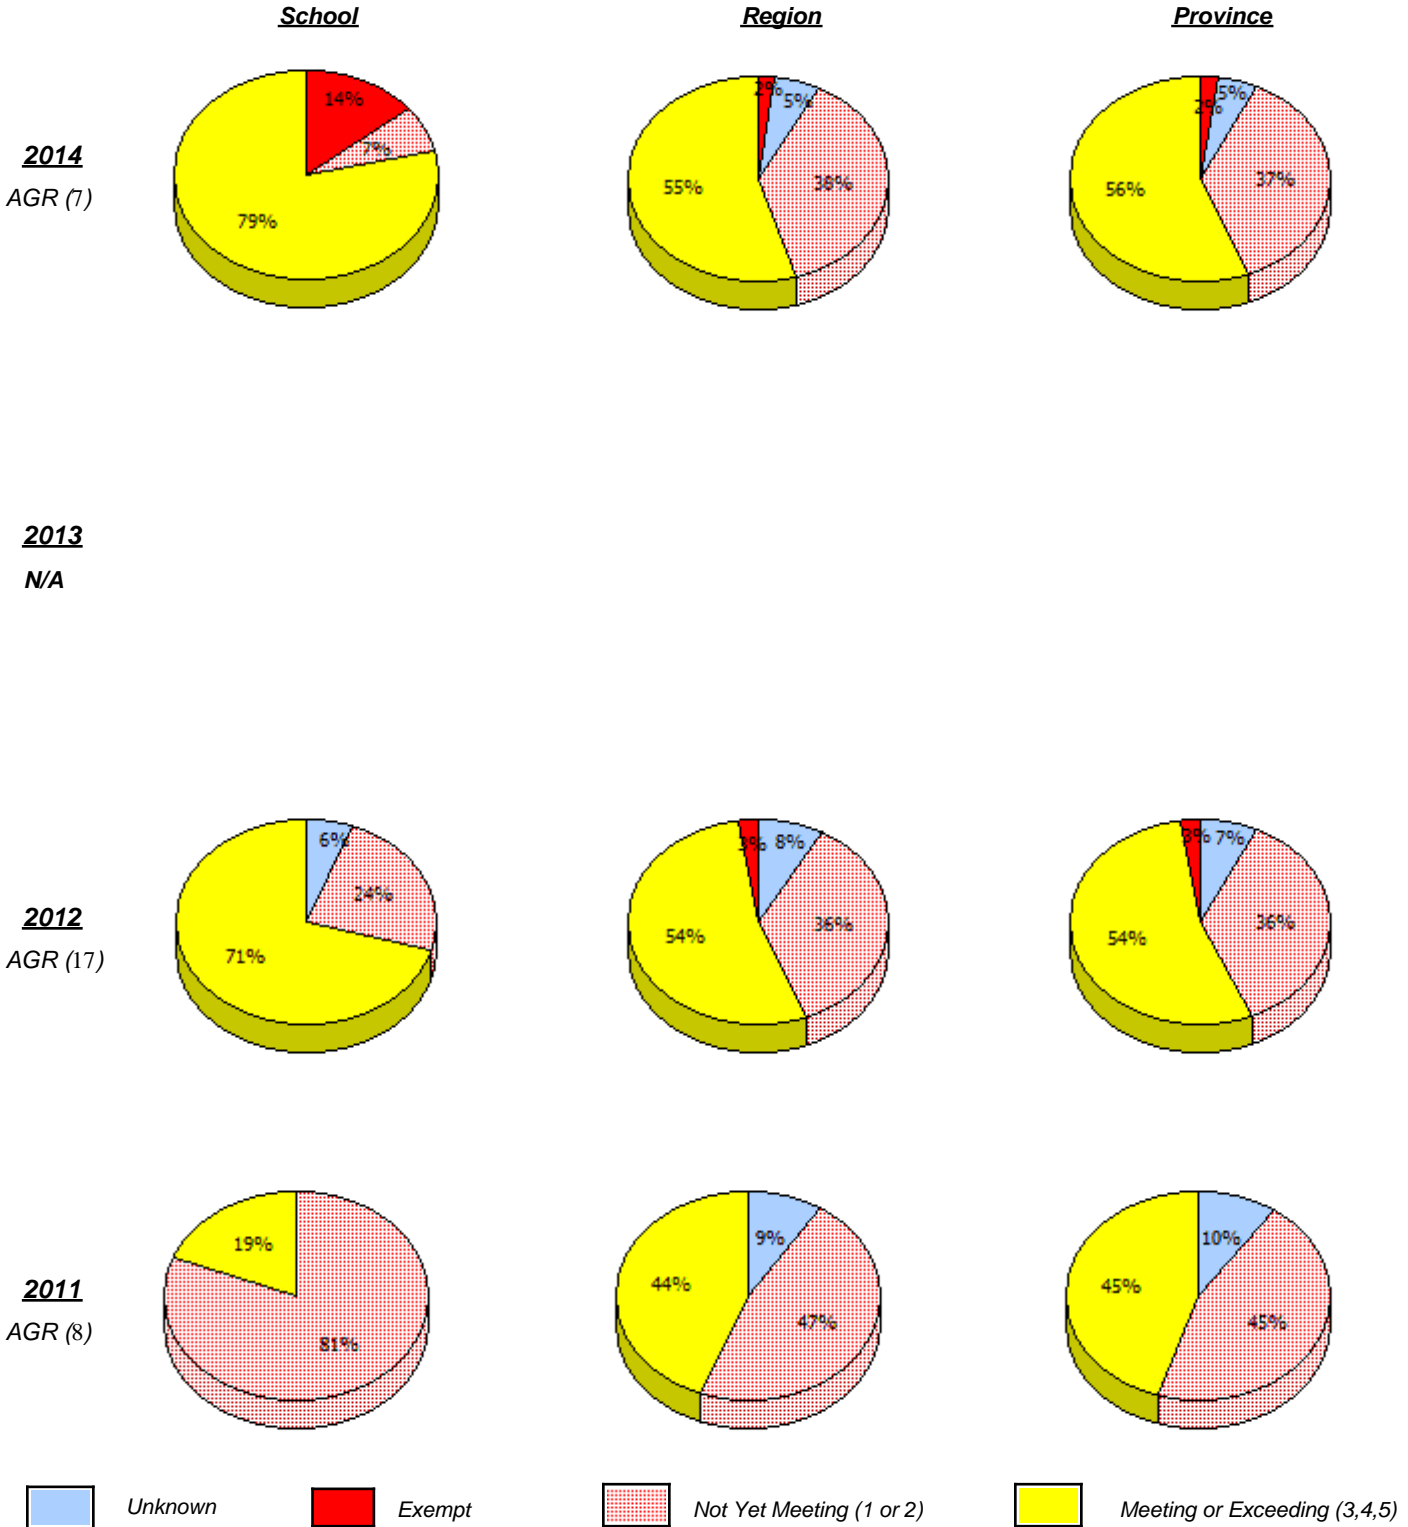 School Region Province
14% 7% 79%
2% 5% 38% 55%
2% 5% 37% 56%
2014
AGR (7)
2013
N/A
6% 24% 71%
3% 8% 36% 54%
3% 7% 36% 54%
2012
AGR (17)
19% 81%
9% 44% 47%
10% 45% 45%
2011
AGR (8)
Unknown Exempt Not Yet Meeting (1 or 2) Meeting or Exceeding (3,4,5)